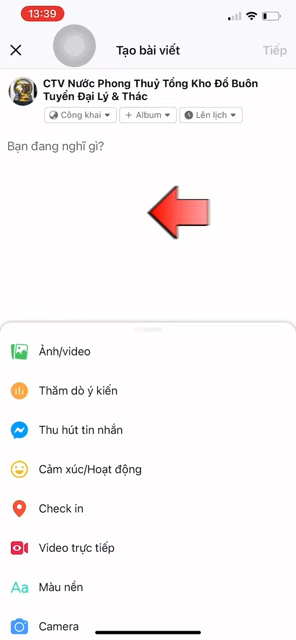 13:39
Tạo bài viết
Tiếp
CTV Nước Phong Thuỷ Tổng Kho Đổ Buôn
Tuyển Đại Lý & Thác
Công khai
+ Album
Lên lịch
Bạn đang nghĩ gì?
Ảnh/video
Thăm dò ý kiến
Thu hút tin nhắn
Cảm xúc/Hoạt động
Check in
Video trực tiếp
Aa Màu nền
Camera